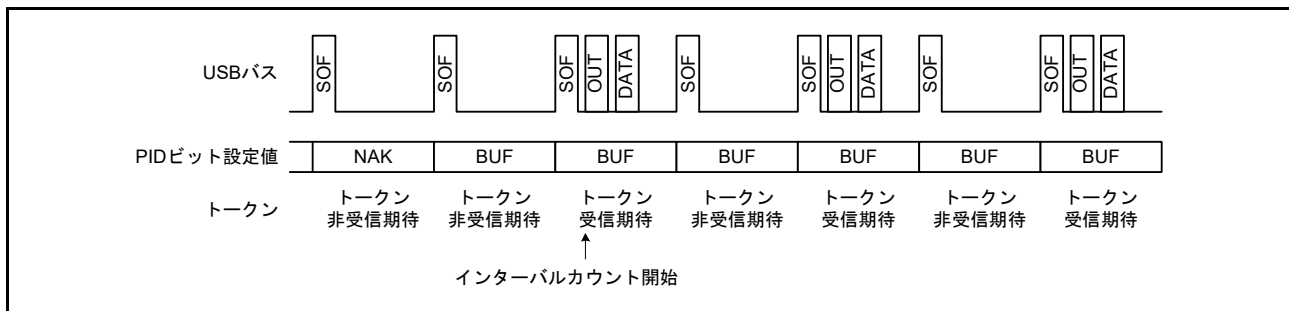 USBバス SOF SOF SOF OUT DATA SOF SOF OUT DATA SOF SOF OUT DATA
PIDビット設定値 NAK BUF BUF BUF BUF BUF BUF
トークン トークン 非受信期待 トークン 非受信期待 トークン 受信期待 トークン 非受信期待 トークン 受信期待 トークン 非受信期待 トークン 受信期待
インターバルカウント開始